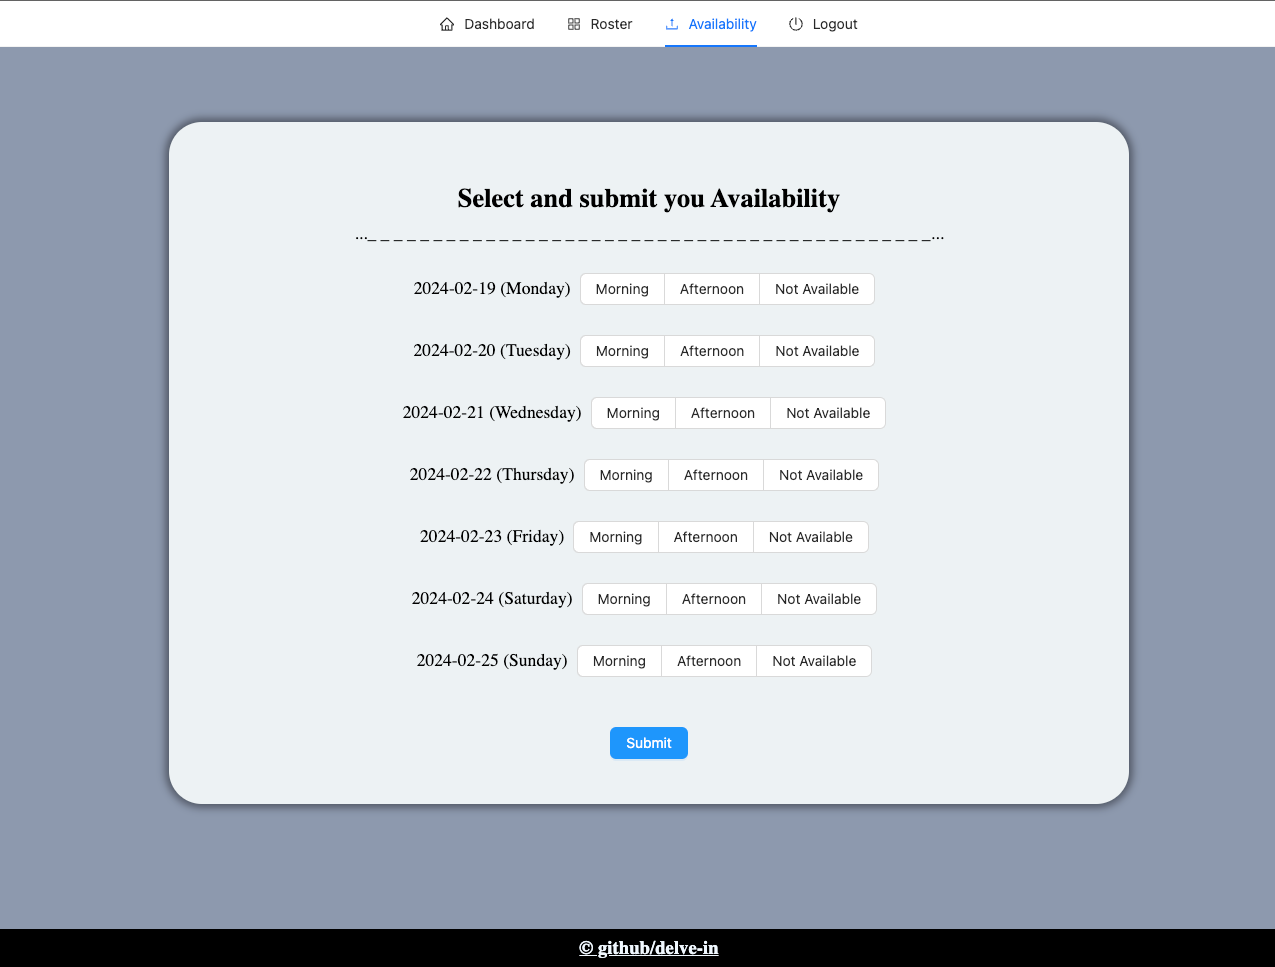 Dashboard Roster Availability Logout
Select and submit you Availability
..._ _ _ _ _ _ _ _ _ _ _ _ _ _ _ _ _ _ _ _ _ _ _ _ _ _ _ _ _ _ _ _ _ _ _ _ _ _ _ _ _ _ _...
2024-02-19 (Monday) Morning Afternoon Not Available
2024-02-20 (Tuesday) Morning Afternoon Not Available
2024-02-21 (Wednesday) Morning Afternoon Not Available
2024-02-22 (Thursday) Morning Afternoon Not Available
2024-02-23 (Friday) Morning Afternoon Not Available
2024-02-24 (Saturday) Morning Afternoon Not Available
2024-02-25 (Sunday) Morning Afternoon Not Available
Submit
© github/delve-in